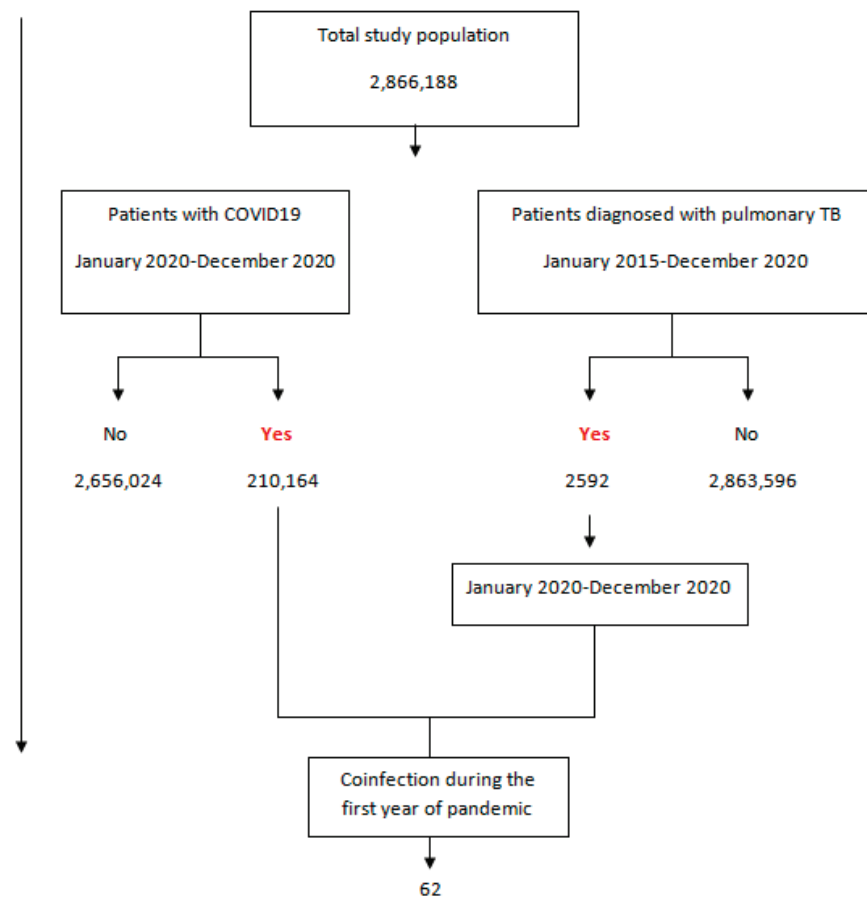 Total study population
2,866,188
Patients with COVID19
January 2020-December 2020
Patients diagnosed with pulmonary TB
January 2015-December 2020
No
Yes
Yes
No
2,656,024
210,164
2592
2,863,596
January 2020-December 2020
Coinfection during the
first year of pandemic
62